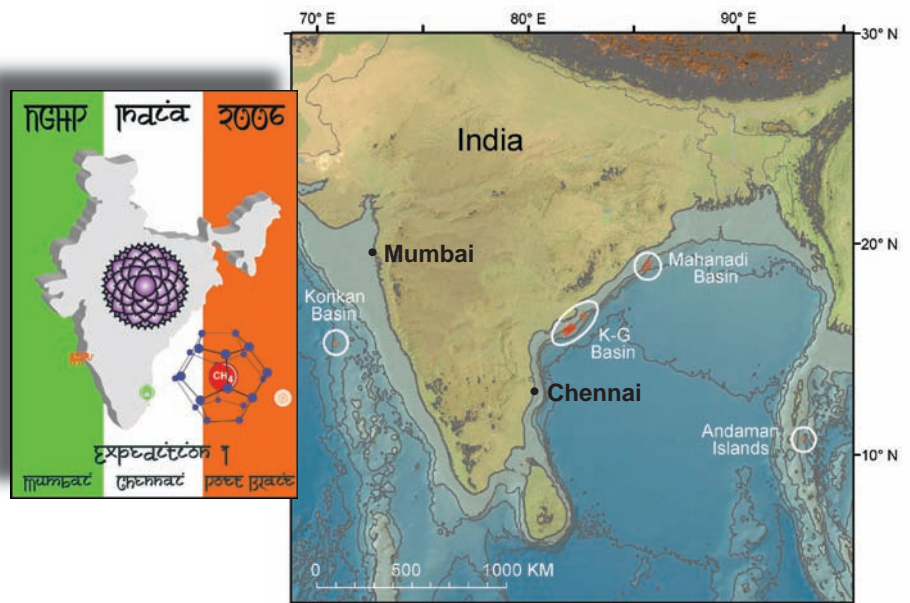 NGHP India 2006
CH4
Expedition 1
Mumbai Chennai Port Blair
70° E 80° E 90° E
30° N
India
20° N
Mumbai
Mahanadi
Basin
Konkan
Basin
K-G
Basin
Chennai
Andaman
Islands
10° N
0 500 1000 KM